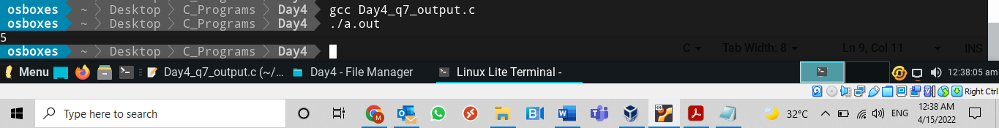 osboxes ~ Desktop C_Programs Day4 gcc Day4_q7_output.c
osboxes ~ Desktop C_Programs Day4 ./a.out
5
osboxes ~ Desktop C_Programs Day4
C Tab Width: 8 Ln 9, Col 11 INS
Menu Day4_q7_output.c (~/... Day4 - File Manager Linux Lite Terminal - 12:38:05 am
Right Ctrl
Type here to search 32°C ENG 12:38 AM
4/15/2022